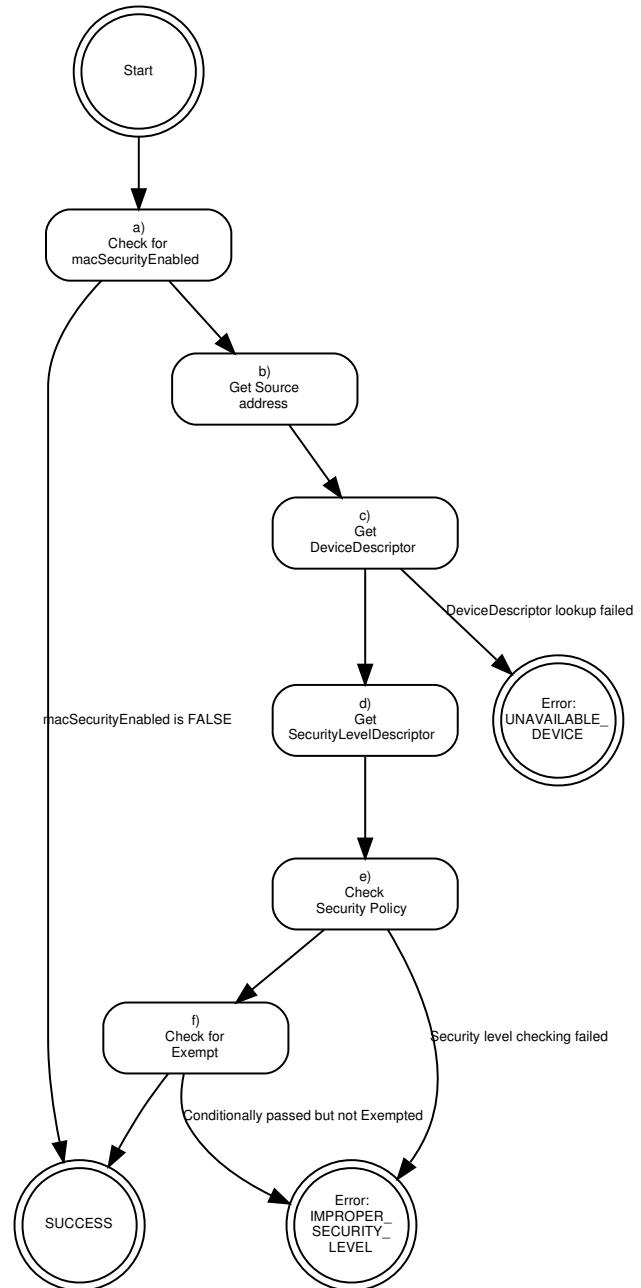 Start
a)
Check for
macSecurityEnabled
b)
Get Source
address
c)
Get
DeviceDescriptor
DeviceDescriptor lookup failed
d)
Get
SecurityLevelDescriptor
Error:
UNAVAILABLE_
DEVICE
macSecurityEnabled is FALSE
e)
Check
Security Policy
f)
Check for
Exempt
Security level checking failed
Conditionally passed but not Exempted
SUCCESS
Error:
IMPROPER_
SECURITY_
LEVEL